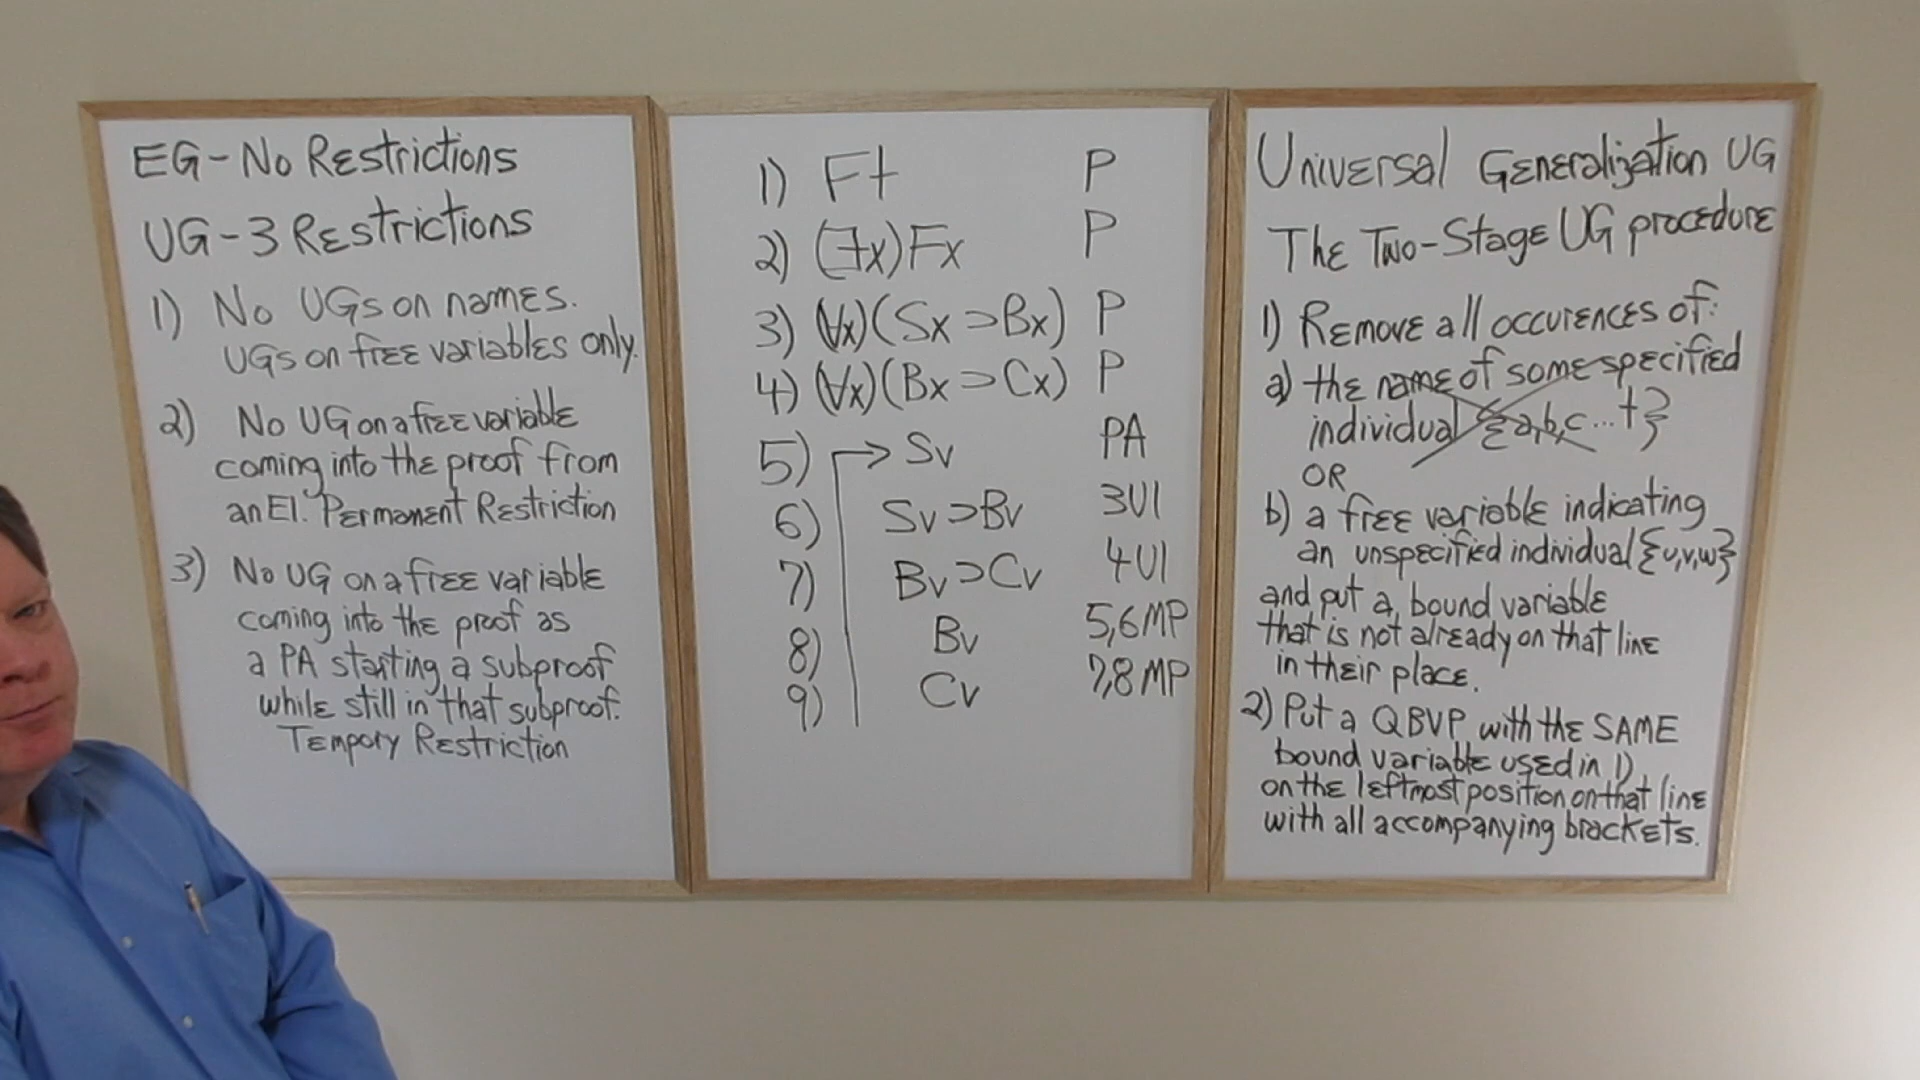 EG-No Restrictions
UG-3 Restrictions
1) No UGs on names.
UGs on free variables only.
2) No UG on a free variable
coming into the proof from
an EI. Permanent Restriction
3) No UG on a free variable
coming into the proof as
a PA starting a subproof
while still in that subproof.
Tempory Restriction
1) Ft P
2) (∃x)Fx P
3) (∀x)(Sx⊃Bx) P
4) (∀x)(Bx⊃Cx) P
5) Sv PA
6) Sv⊃Bv 3UI
7) Bv⊃Cv 4UI
8) Bv 5,6MP
9) Cv 7,8MP
Universal Generalization UG
The Two-Stage UG procedure
1) Remove all occurences of:
a) the name of some specified
individual {a,b,c...t}
OR
b) a free variable indicating
an unspecified individual {u,v,w}
and put a bound variable
that is not already on that line
in their place.
2) Put a QBVP with the SAME
bound variable used in 1)
on the leftmost position on that line
with all accompanying brackets.